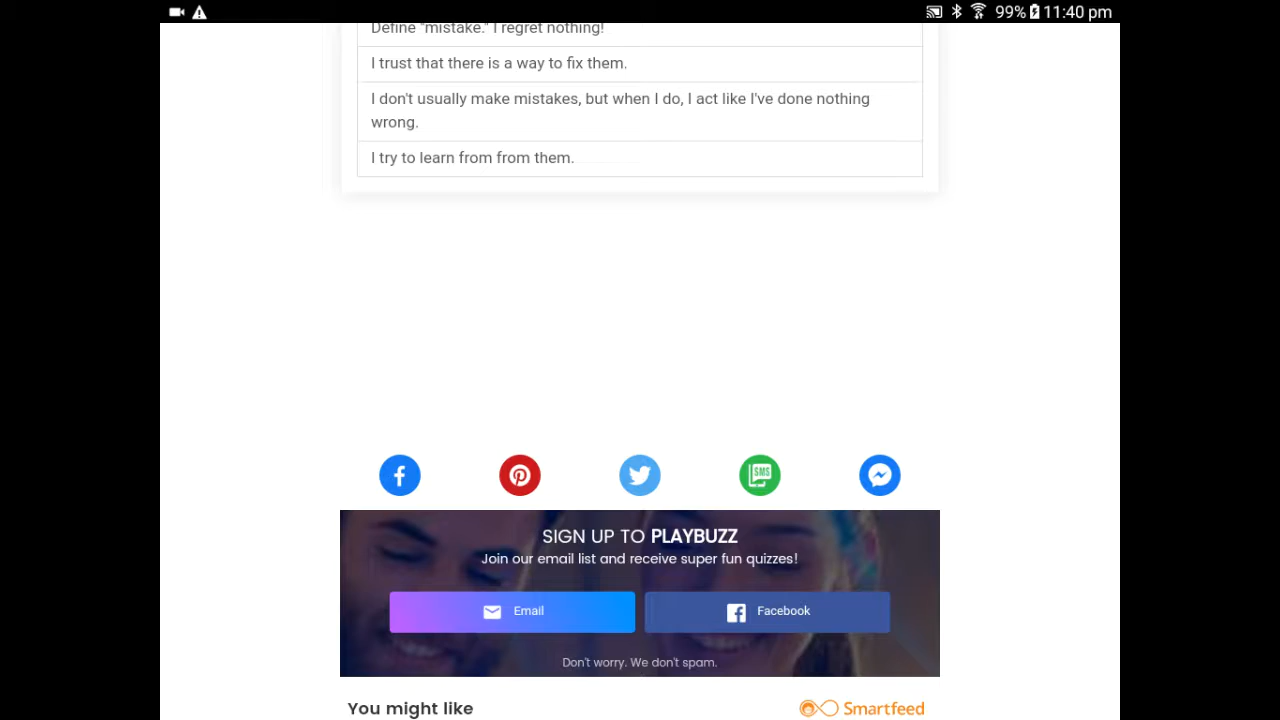 99% 11:40 pm
Define "mistake." I regret nothing!
I trust that there is a way to fix them.
I don't usually make mistakes, but when I do, I act like I've done nothing
wrong.
I try to learn from from them.
SMS
SIGN UP TO PLAYBUZZ
Join our email list and receive super fun quizzes!
Email
Facebook
Don't worry. We don't spam.
You might like
Smartfeed